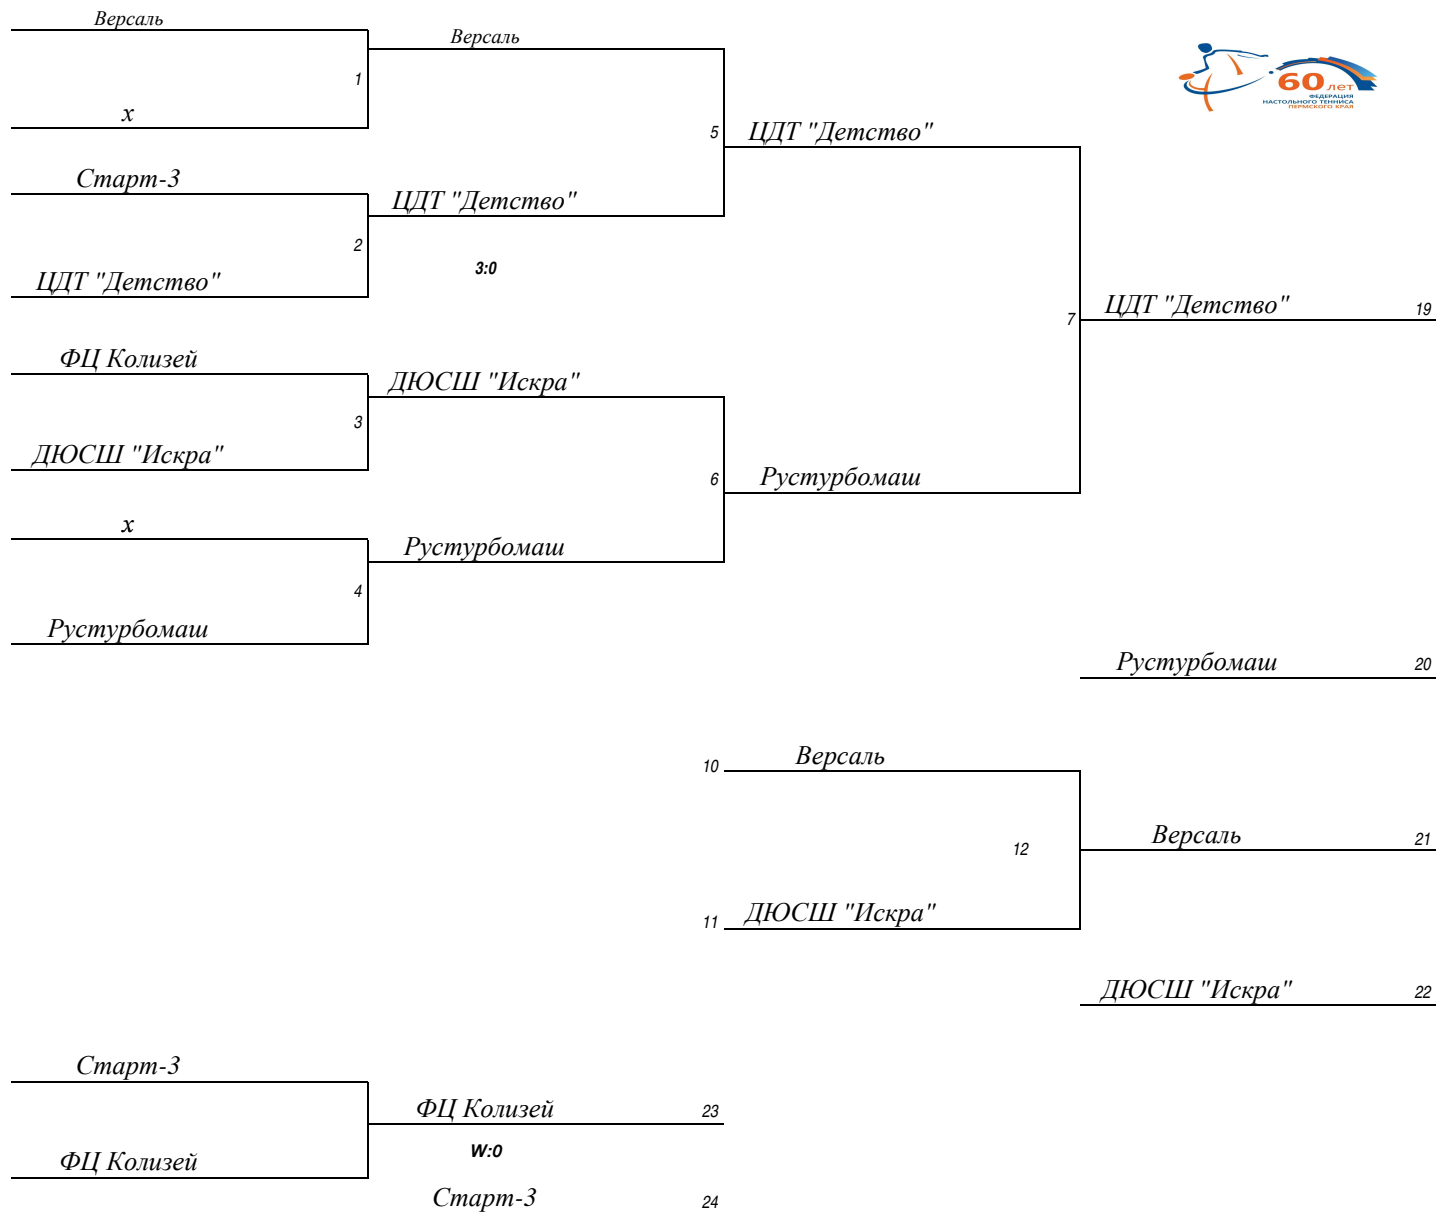 Версаль
Версаль
1
х
5
ЦДТ "Детство"
60 лет
ФЕДЕРАЦИЯ
НАСТОЛЬНОГО ТЕННИСА
ПЕРМСКОГО КРАЯ
Старт-3
ЦДТ "Детство"
2
3:0
ЦДТ "Детство"
7
ЦДТ "Детство"
19
ФЦ Колизей
ДЮСШ "Искра"
3
ДЮСШ "Искра"
6
Рустурбомаш
х
Рустурбомаш
4
Рустурбомаш
Рустурбомаш
20
10
Версаль
12
Версаль
21
11
ДЮСШ "Искра"
ДЮСШ "Искра"
22
Старт-3
ФЦ Колизей
23
W:0
ФЦ Колизей
Старт-3
24